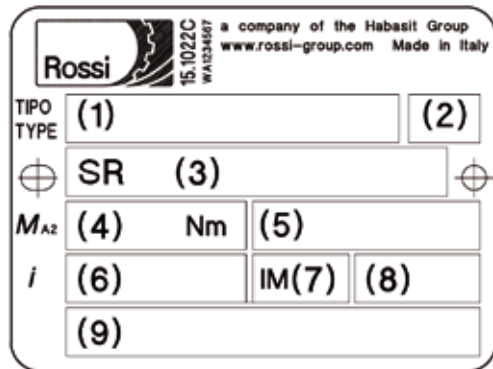 Rossi
15.1022C
WA1234567
a company of the Habasit Group
www.rossi-group.com Made in Italy
TIPO
TYPE
(1) (2)
SR (3)
MA2 (4) Nm (5)
i (6) IM(7) (8)
(9)